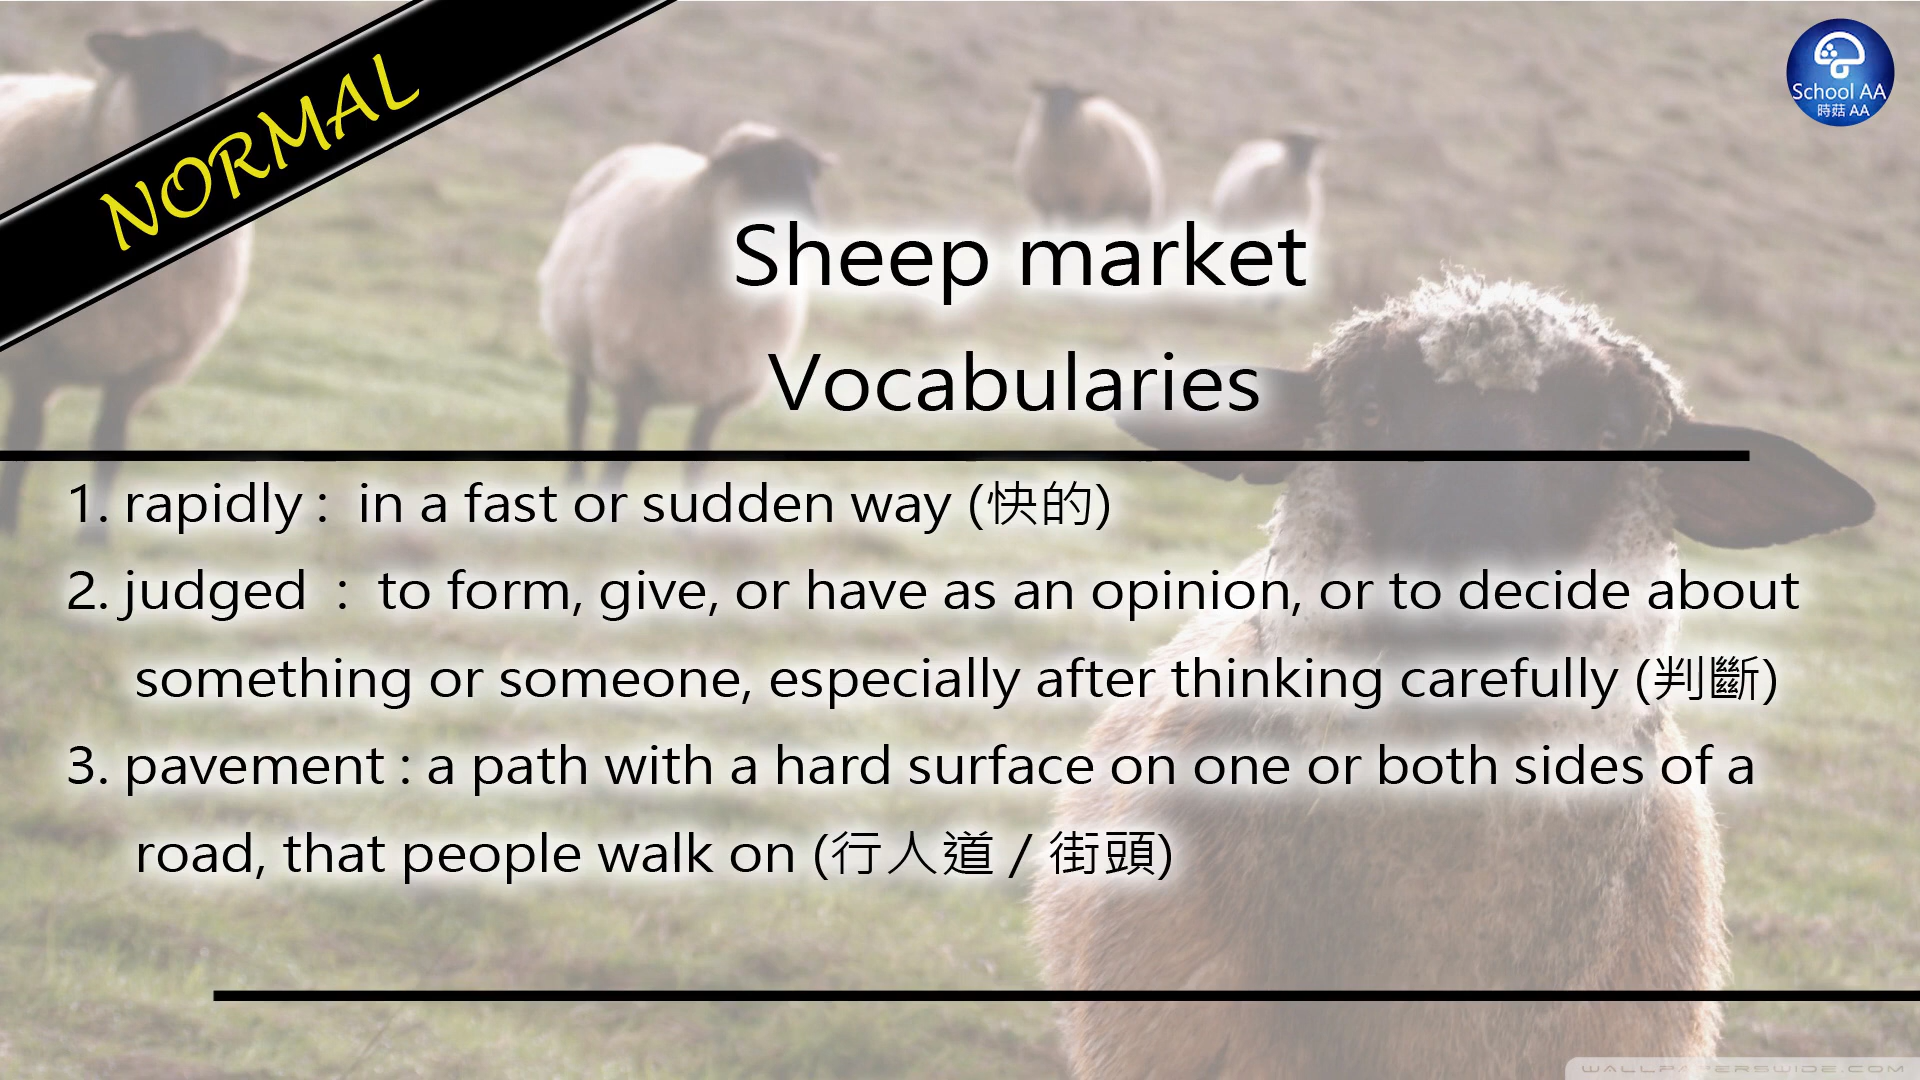 NORMAL
School AA
時菇 AA
Sheep market
Vocabularies
1. rapidly : in a fast or sudden way (快的)
2. judged : to form, give, or have as an opinion, or to decide about
something or someone, especially after thinking carefully (判斷)
3. pavement : a path with a hard surface on one or both sides of a
road, that people walk on (行人道 / 街頭)
WALLPAPERSWIDE.COM